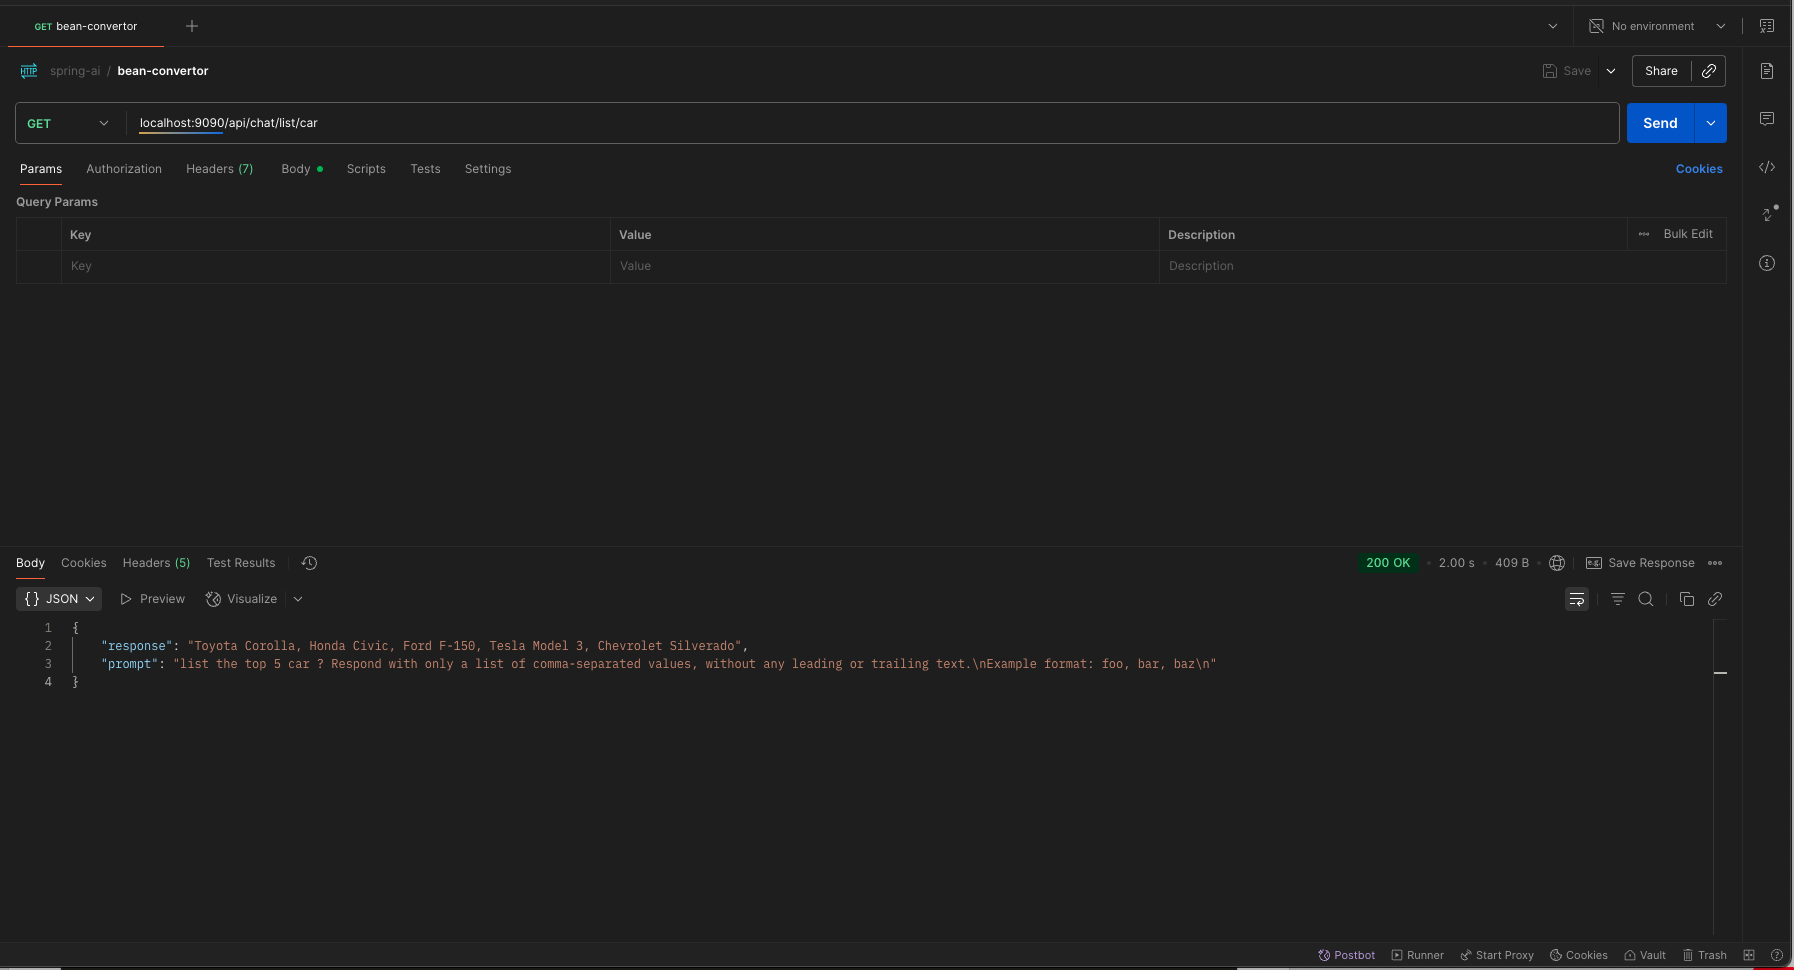 GET bean-convertor
No environment
HTTP spring-ai / bean-convertor
Save
Share
GET
localhost:9090/api/chat/list/car
Send
Params Authorization Headers (7) Body Scripts Tests Settings
Cookies
Query Params
Key Value Description Bulk Edit
Key Value Description
Body Cookies Headers (5) Test Results
200 OK • 2.00 s • 409 B
e.g. Save Response
{} JSON Preview Visualize
1 {
2 "response": "Toyota Corolla, Honda Civic, Ford F-150, Tesla Model 3, Chevrolet Silverado",
3 "prompt": "list the top 5 car ? Respond with only a list of comma-separated values, without any leading or trailing text.\nExample format: foo, bar, baz\n"
4 }
Postbot Runner Start Proxy Cookies Vault Trash